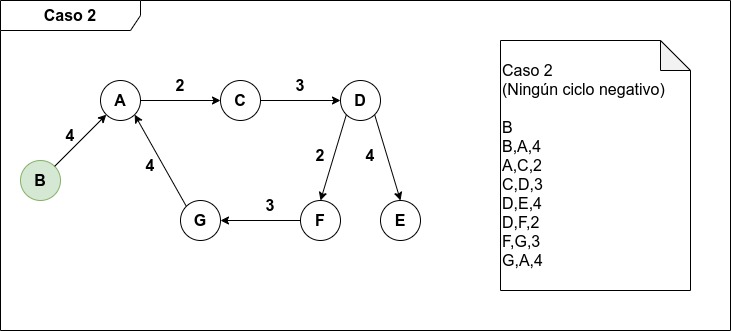 Caso 2
4
A
2
C
3
D
B
4
2
4
G
3
F
E
Caso 2
(Ningún ciclo negativo)
B
B,A,4
A,C,2
C,D,3
D,E,4
D,F,2
F,G,3
G,A,4